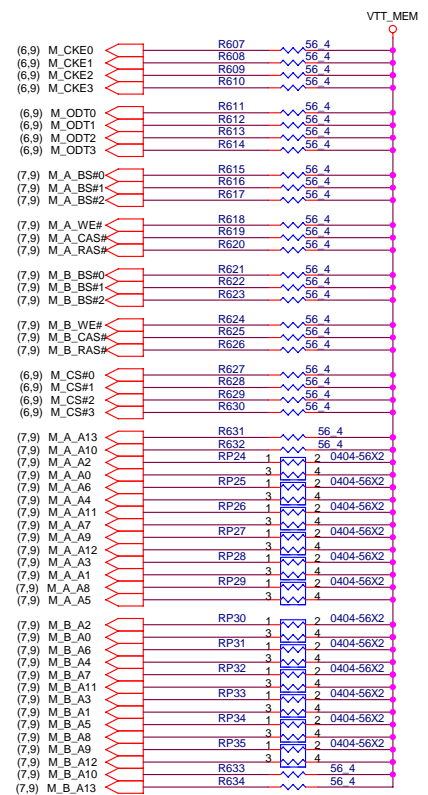 VTT_MEM
(6,9) M_CKE0 R607 56_4
(6,9) M_CKE1 R608 56_4
(6,9) M_CKE2 R609 56_4
(6,9) M_CKE3 R610 56_4
(6,9) M_ODT0 R611 56_4
(6,9) M_ODT1 R612 56_4
(6,9) M_ODT2 R613 56_4
(6,9) M_ODT3 R614 56_4
(7,9) M_A_BS#0 R615 56_4
(7,9) M_A_BS#1 R616 56_4
(7,9) M_A_BS#2 R617 56_4
(7,9) M_A_WE# R618 56_4
(7,9) M_A_CAS# R619 56_4
(7,9) M_A_RAS# R620 56_4
(7,9) M_B_BS#0 R621 56_4
(7,9) M_B_BS#1 R622 56_4
(7,9) M_B_BS#2 R623 56_4
(7,9) M_B_WE# R624 56_4
(7,9) M_B_CAS# R625 56_4
(7,9) M_B_RAS# R626 56_4
(6,9) M_CS#0 R627 56_4
(6,9) M_CS#1 R628 56_4
(6,9) M_CS#2 R629 56_4
(6,9) M_CS#3 R630 56_4
(7,9) M_A_A13 R631 56_4
(7,9) M_A_A10 R632 56_4
(7,9) M_A_A2 RP24 1 2 0404-56X2
(7,9) M_A_A0 3 4
(7,9) M_A_A6 RP25 1 2 0404-56X2
(7,9) M_A_A4 3 4
(7,9) M_A_A11 RP26 1 2 0404-56X2
(7,9) M_A_A7 3 4
(7,9) M_A_A9 RP27 1 2 0404-56X2
(7,9) M_A_A12 3 4
(7,9) M_A_A3 RP28 1 2 0404-56X2
(7,9) M_A_A1 3 4
(7,9) M_A_A8 RP29 1 2 0404-56X2
(7,9) M_A_A5 3 4
(7,9) M_B_A2 RP30 1 2 0404-56X2
(7,9) M_B_A0 3 4
(7,9) M_B_A6 RP31 1 2 0404-56X2
(7,9) M_B_A4 3 4
(7,9) M_B_A7 RP32 1 2 0404-56X2
(7,9) M_B_A11 3 4
(7,9) M_B_A3 RP33 1 2 0404-56X2
(7,9) M_B_A1 3 4
(7,9) M_B_A5 RP34 1 2 0404-56X2
(7,9) M_B_A8 3 4
(7,9) M_B_A9 RP35 1 2 0404-56X2
(7,9) M_B_A12 3 4
(7,9) M_B_A10 R633 56_4
(7,9) M_B_A13 R634 56_4